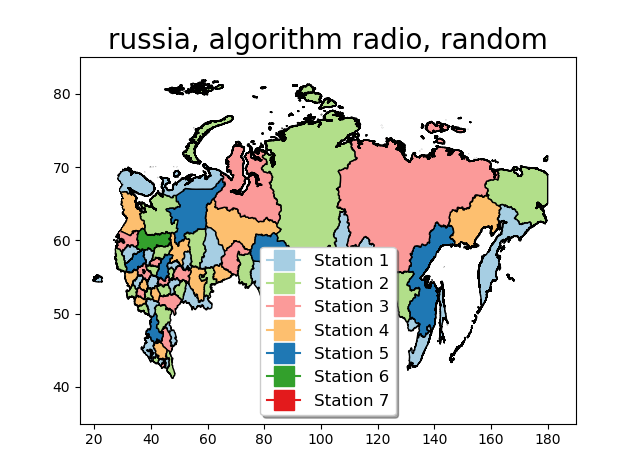 russia, algorithm radio, random
80
70
60
50
40
Station 1
Station 2
Station 3
Station 4
Station 5
Station 6
Station 7
20 40 60 80 100 120 140 160 180